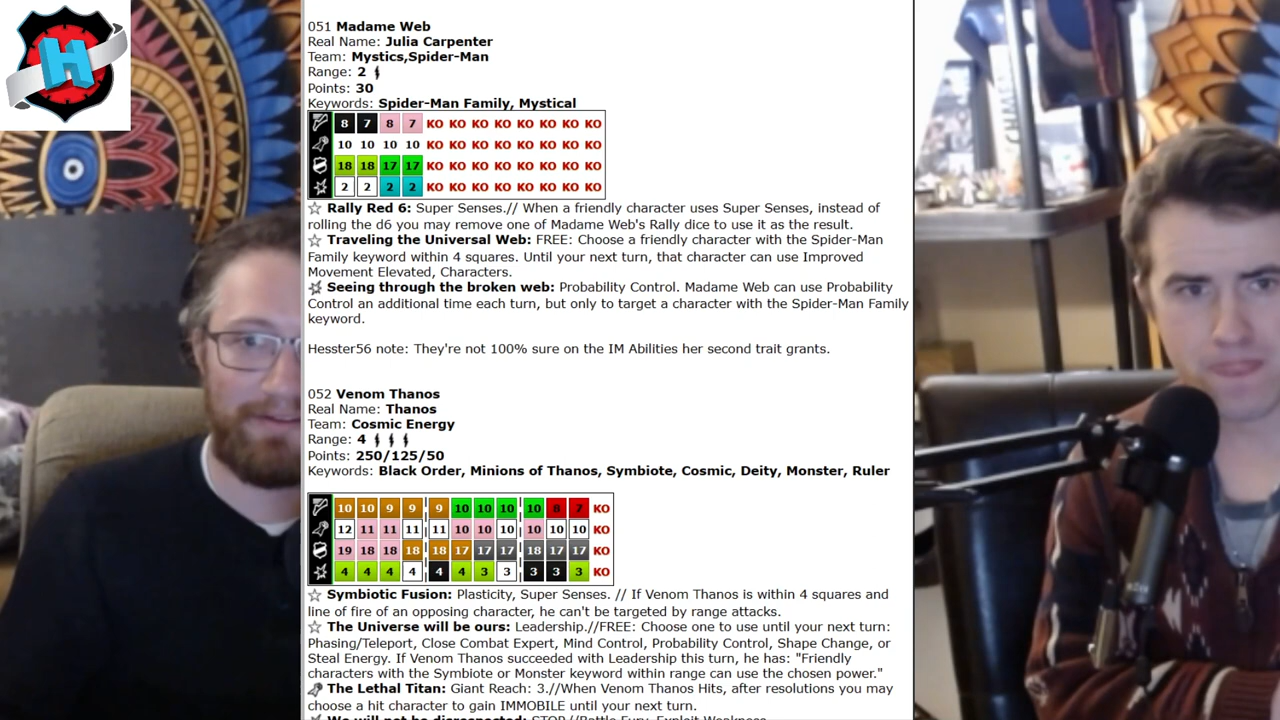 H
051 Madame Web
Real Name: Julia Carpenter
Team: Mystics,Spider-Man
Range: 2
Points: 30
Keywords: Spider-Man Family, Mystical
8 7 8 7 KO KO KO KO KO KO KO KO
10 10 10 10 KO KO KO KO KO KO KO KO
18 18 17 17 KO KO KO KO KO KO KO KO
2 2 2 2 KO KO KO KO KO KO KO KO
Rally Red 6: Super Senses.// When a friendly character uses Super Senses, instead of
rolling the d6 you may remove one of Madame Web's Rally dice to use it as the result.
Traveling the Universal Web: FREE: Choose a friendly character with the Spider-Man
Family keyword within 4 squares. Until your next turn, that character can use Improved
Movement Elevated, Characters.
Seeing through the broken web: Probability Control. Madame Web can use Probability
Control an additional time each turn, but only to target a character with the Spider-Man Family
keyword.
Hesster56 note: They're not 100% sure on the IM Abilities her second trait grants.
052 Venom Thanos
Real Name: Thanos
Team: Cosmic Energy
Range: 4
Points: 250/125/50
Keywords: Black Order, Minions of Thanos, Symbiote, Cosmic, Deity, Monster, Ruler
10 10 9 9 9 10 10 10 10 8 7 KO
12 11 11 11 11 10 10 10 10 10 10 KO
19 18 18 18 18 17 17 17 18 17 17 KO
4 4 4 4 4 4 3 3 3 3 3 KO
Symbiotic Fusion: Plasticity, Super Senses. // If Venom Thanos is within 4 squares and
line of fire of an opposing character, he can't be targeted by range attacks.
The Universe will be ours: Leadership.//FREE: Choose one to use until your next turn:
Phasing/Teleport, Close Combat Expert, Mind Control, Probability Control, Shape Change, or
Steal Energy. If Venom Thanos succeeded with Leadership this turn, he has: "Friendly
characters with the Symbiote or Monster keyword within range can use the chosen power."
The Lethal Titan: Giant Reach: 3.//When Venom Thanos Hits, after resolutions you may
choose a hit character to gain IMMOBILE until your next turn.
We will not be disrespected: STOP.//Battle Fury, Exploit Weakness.